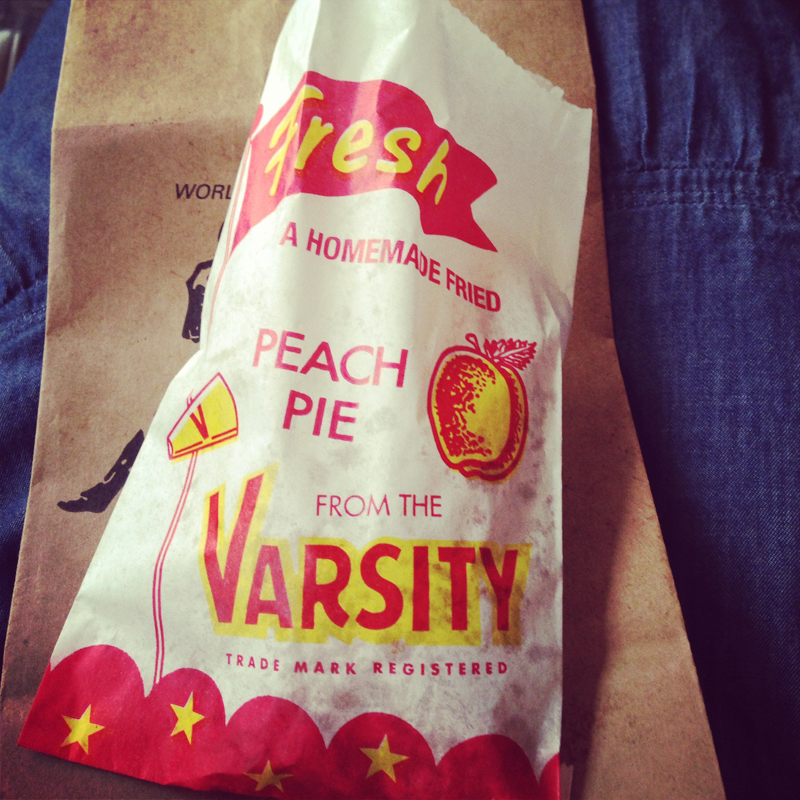 Fresh
A HOMEMADE FRIED
PEACH
PIE
FROM THE
VARSITY
TRADE MARK REGISTERED
V